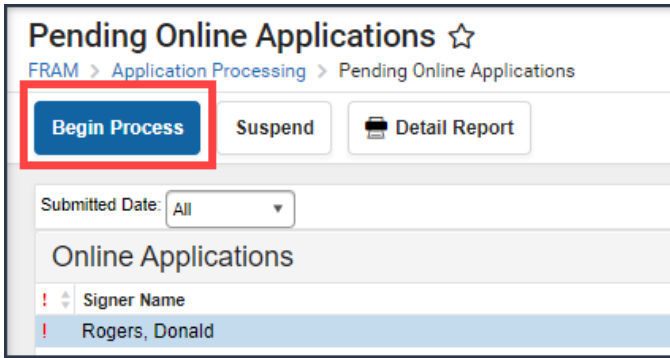 Pending Online Applications
FRAM > Application Processing > Pending Online Applications
Begin Process Suspend Detail Report
Submitted Date: All
Online Applications
! Signer Name
! Rogers, Donald